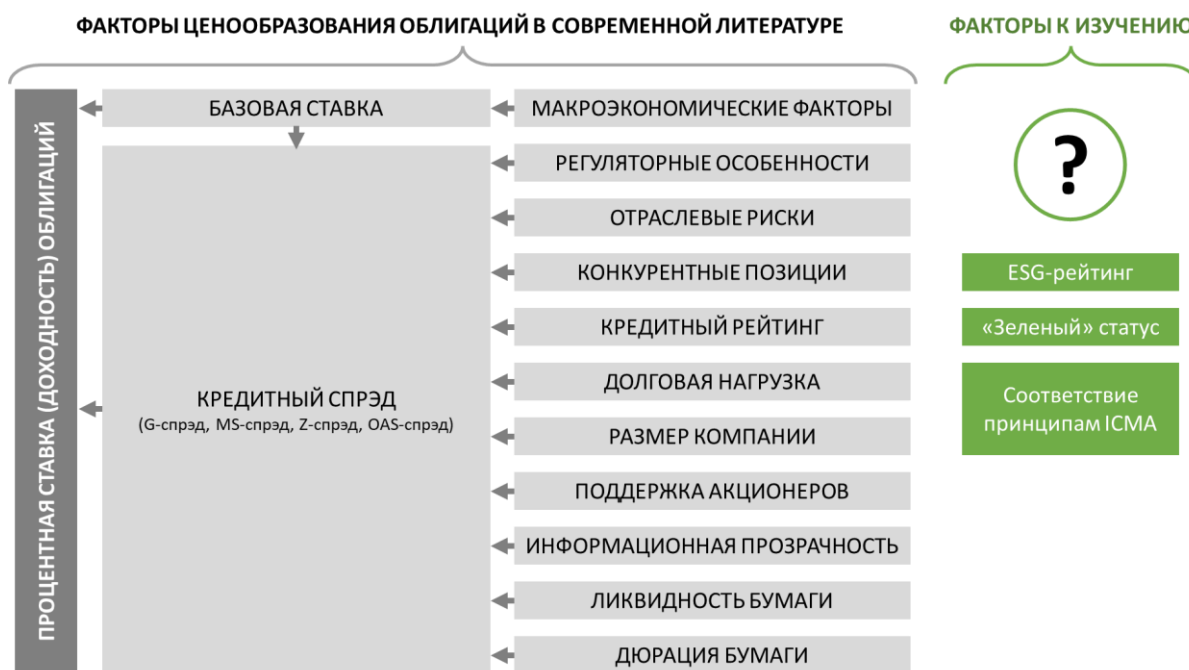 ФАКТОРЫ ЦЕНООБРАЗОВАНИЯ ОБЛИГАЦИЙ В СОВРЕМЕННОЙ ЛИТЕРАТУРЕ
ФАКТОРЫ К ИЗУЧЕНИЮ
ПРОЦЕНТНАЯ СТАВКА (ДОХОДНОСТЬ) ОБЛИГАЦИЙ
БАЗОВАЯ СТАВКА
КРЕДИТНЫЙ СПРЭД
(G-спрэд, MS-спрэд, Z-спрэд, OAS-спрэд)
МАКРОЭКОНОМИЧЕСКИЕ ФАКТОРЫ
РЕГУЛЯТОРНЫЕ ОСОБЕННОСТИ
ОТРАСЛЕВЫЕ РИСКИ
КОНКУРЕНТНЫЕ ПОЗИЦИИ
КРЕДИТНЫЙ РЕЙТИНГ
ДОЛГОВАЯ НАГРУЗКА
РАЗМЕР КОМПАНИИ
ПОДДЕРЖКА АКЦИОНЕРОВ
ИНФОРМАЦИОННАЯ ПРОЗРАЧНОСТЬ
ЛИКВИДНОСТЬ БУМАГИ
ДЮРАЦИЯ БУМАГИ
?
ESG-рейтинг
«Зеленый» статус
Соответствие
принципам ICMA